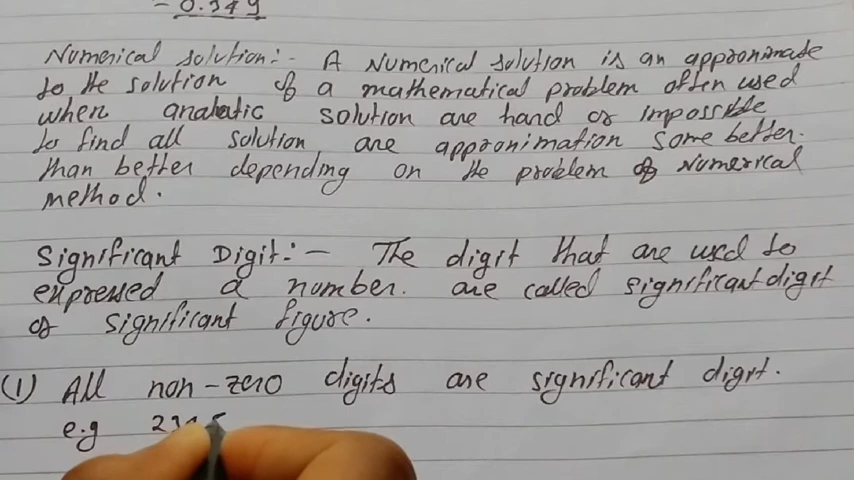 - 0.349
Numerical solution:- A Numerical solution is an approximate
to the solution of a mathematical problem often used
when analatic solution are hand or impossible
to find all solution are approximation some better.
than better depending on the problem of Numerical
method.
Significant Digit:- The digit that are used to
expressed a number. are called significant digit
of significant figure.
(1) All non-zero digits are significant digit.
e.g